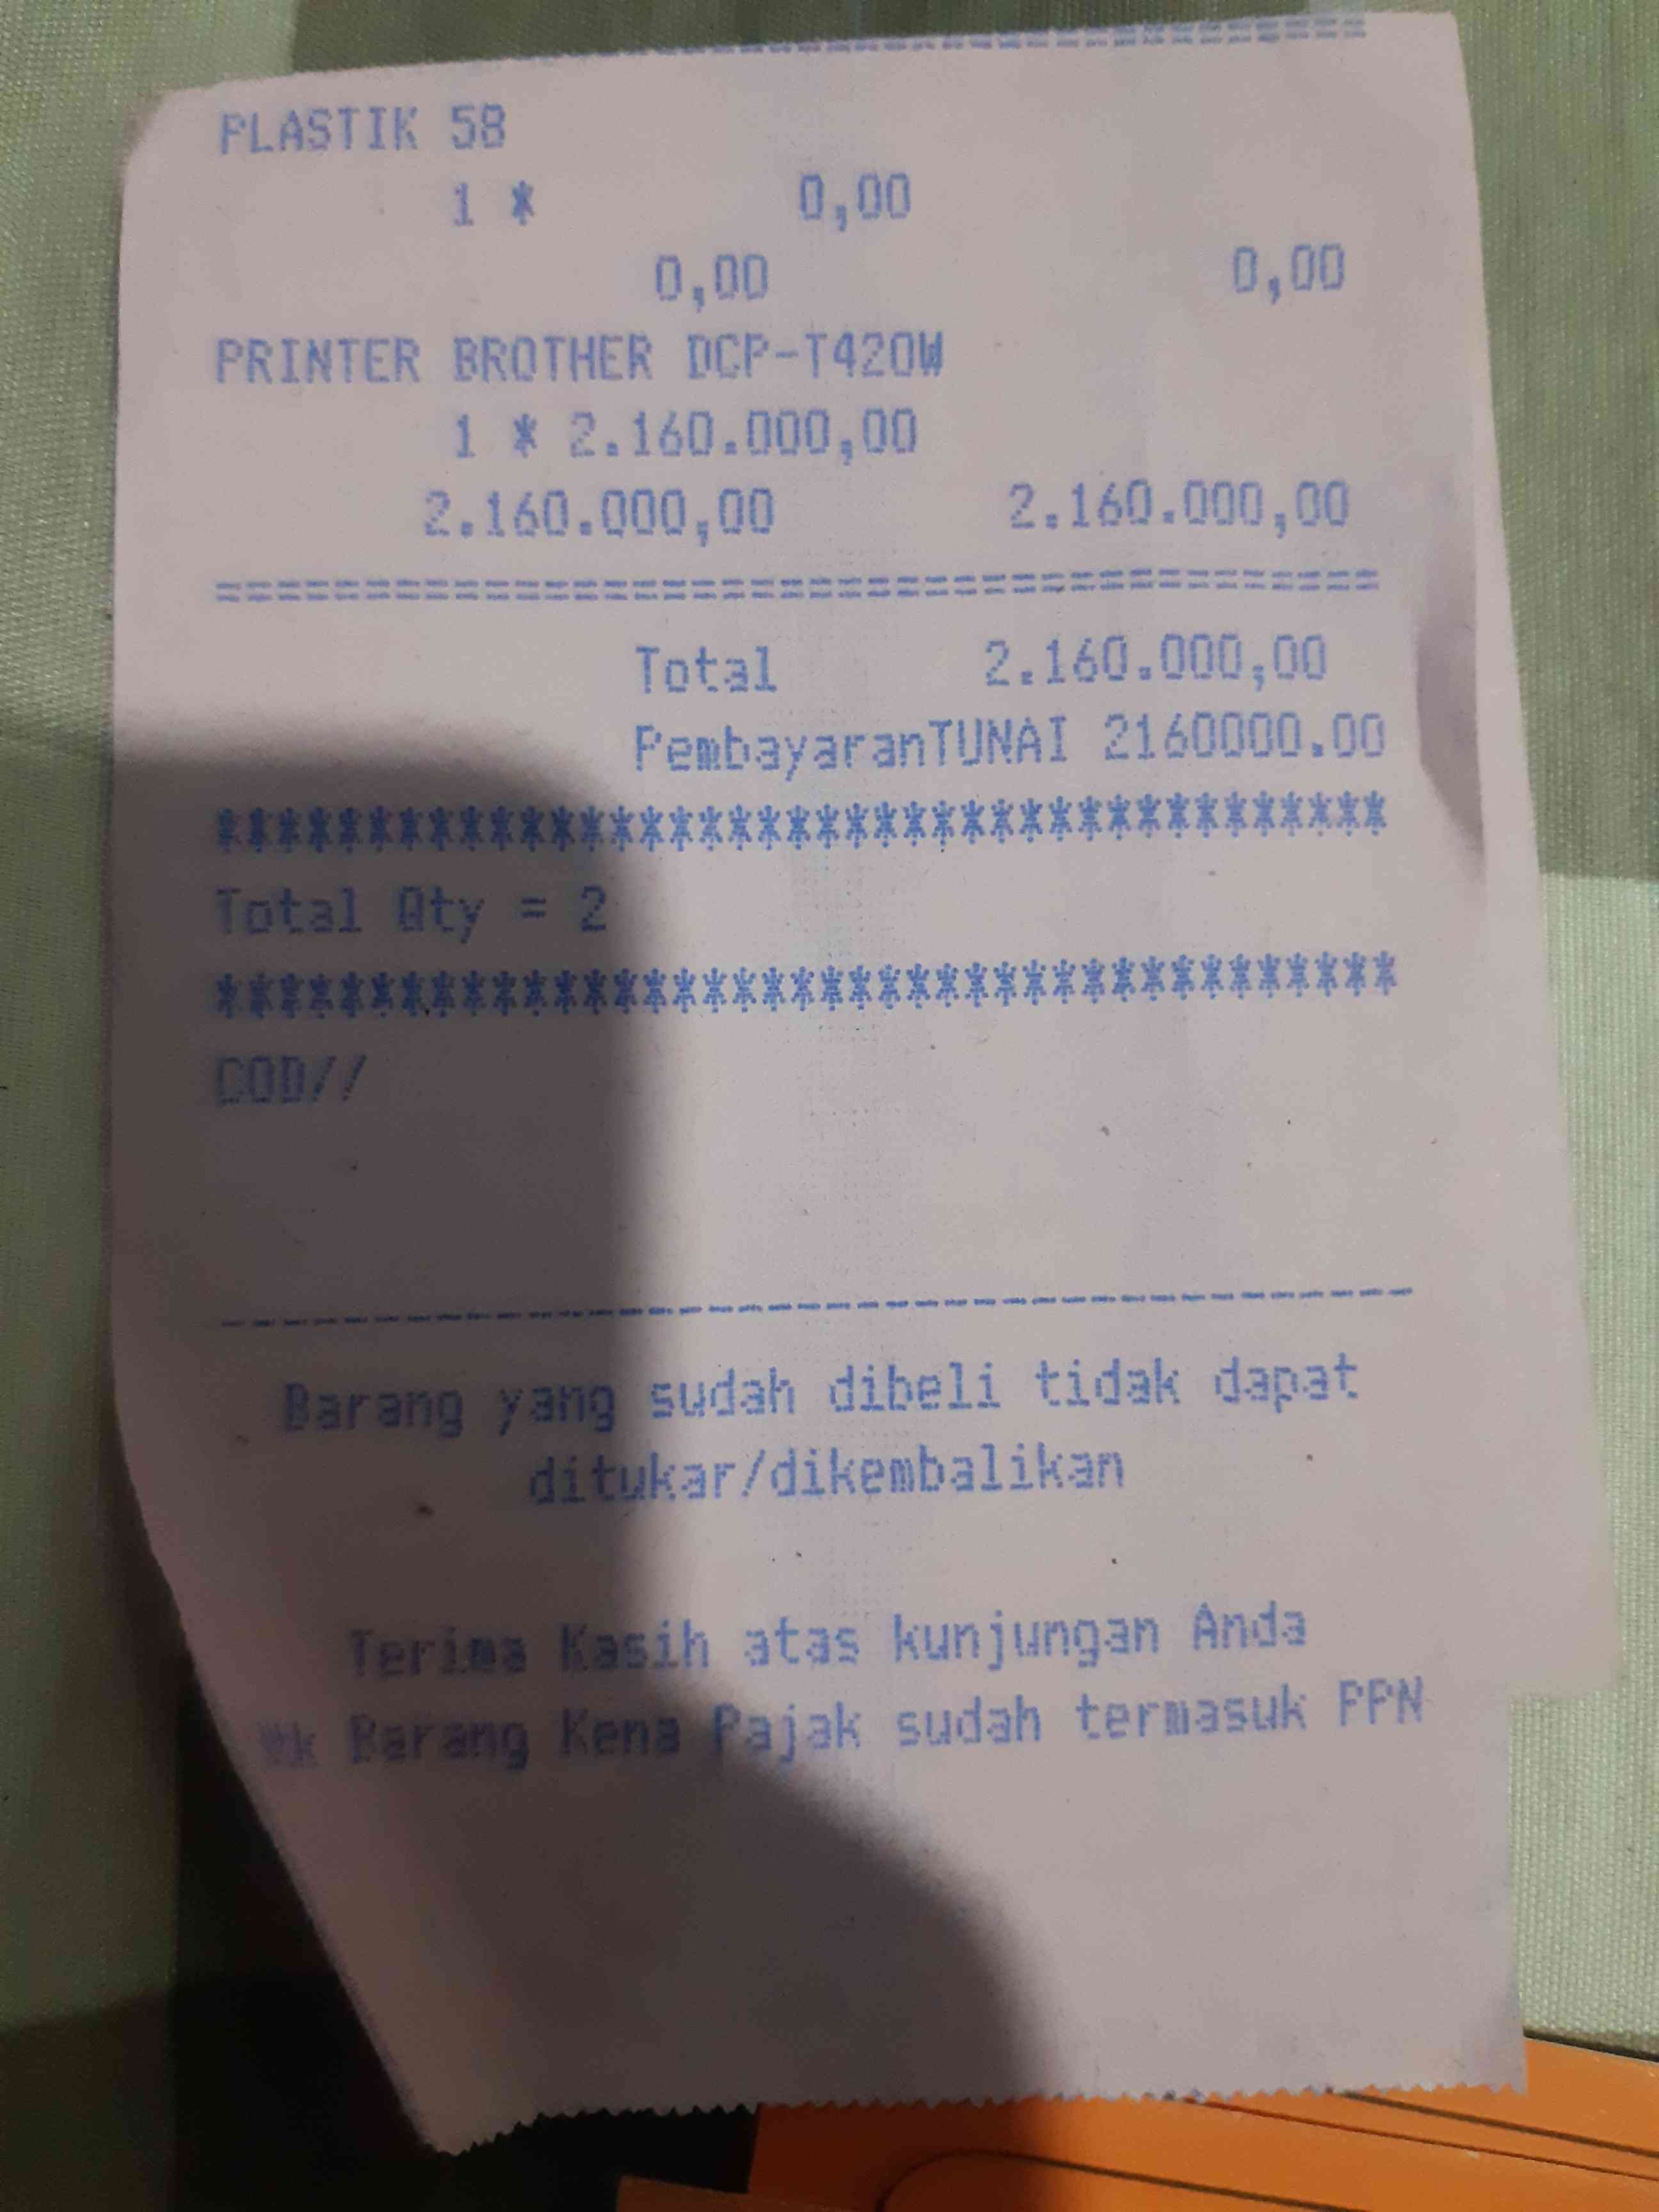 PLASTIK 58
1 * 0,00
0,00 0,00
PRINTER BROTHER DCP-T420W
1 * 2.160.000,00
2.160.000,00 2.160.000,00
Total 2.160.000,00
PembayaranTUNAI 2160000.00
****************************************
Total Qty = 2
****************************************
COD//
Barang yang sudah dibeli tidak dapat
ditukar/dikembalikan
Terima Kasih atas kunjungan Anda
Barang Kena Pajak sudah termasuk PPN